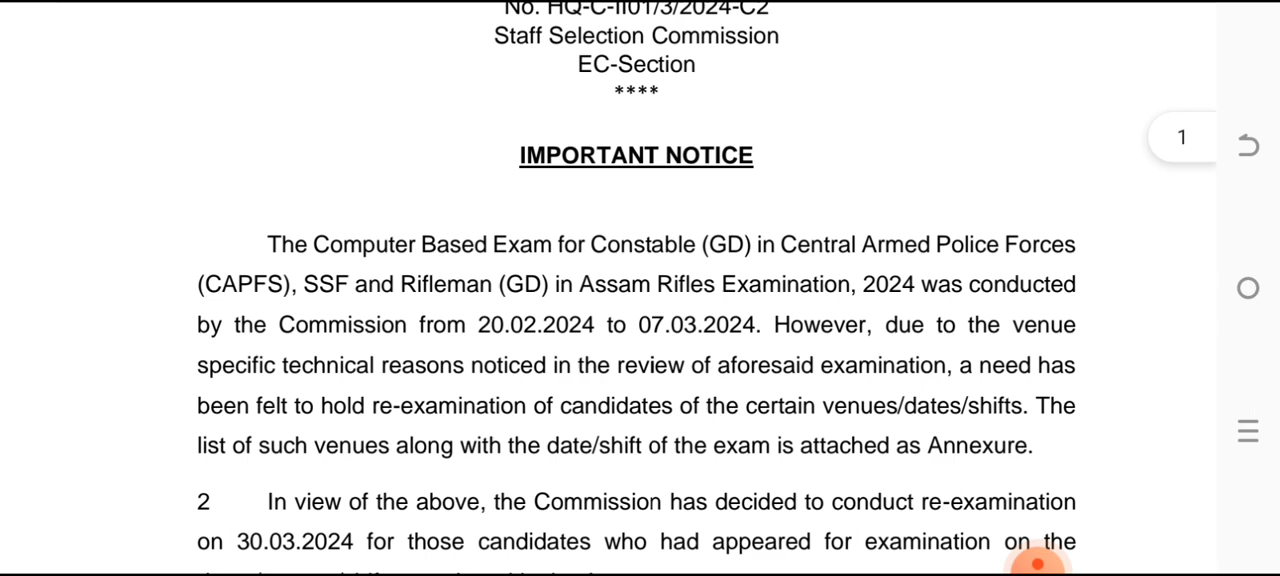 No. HQ-C-II01/3/2024-C2
Staff Selection Commission
EC-Section
****
IMPORTANT NOTICE
1
The Computer Based Exam for Constable (GD) in Central Armed Police Forces
(CAPFS), SSF and Rifleman (GD) in Assam Rifles Examination, 2024 was conducted
by the Commission from 20.02.2024 to 07.03.2024. However, due to the venue
specific technical reasons noticed in the review of aforesaid examination, a need has
been felt to hold re-examination of candidates of the certain venues/dates/shifts. The
list of such venues along with the date/shift of the exam is attached as Annexure.
2 In view of the above, the Commission has decided to conduct re-examination
on 30.03.2024 for those candidates who had appeared for examination on the